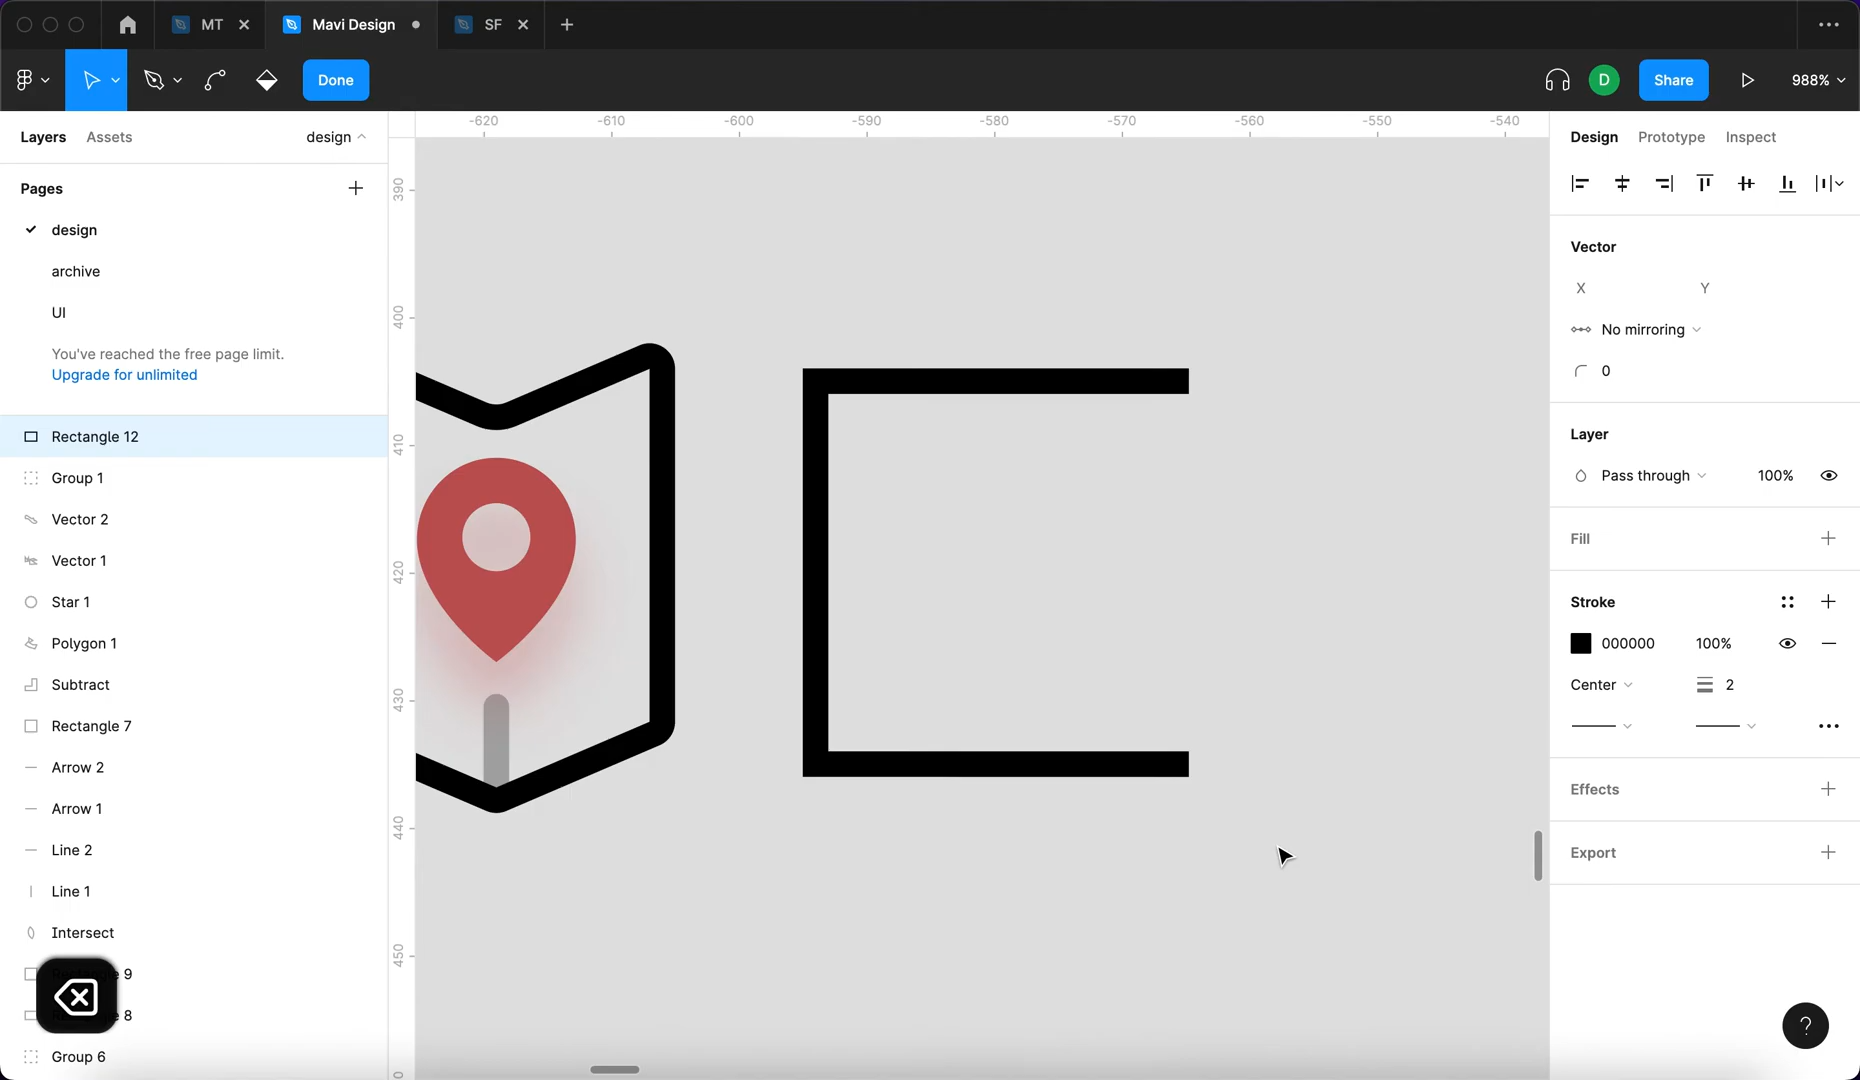 MT
Mavi Design
SF
Done
D
Share
988%
Layers
Assets
design
-620
-610
-600
-590
-580
-570
-560
-550
-540
Design
Prototype
Inspect
Pages
design
archive
UI
You've reached the free page limit.
Upgrade for unlimited
Rectangle 12
Group 1
Vector 2
Vector 1
Star 1
Polygon 1
Subtract
Rectangle 7
Arrow 2
Arrow 1
Line 2
Line 1
Intersect
9
8
Group 6
390
400
410
420
430
440
450
Vector
X
Y
No mirroring
0
Layer
Pass through
100%
Fill
Stroke
000000
100%
Center
2
Effects
Export
?